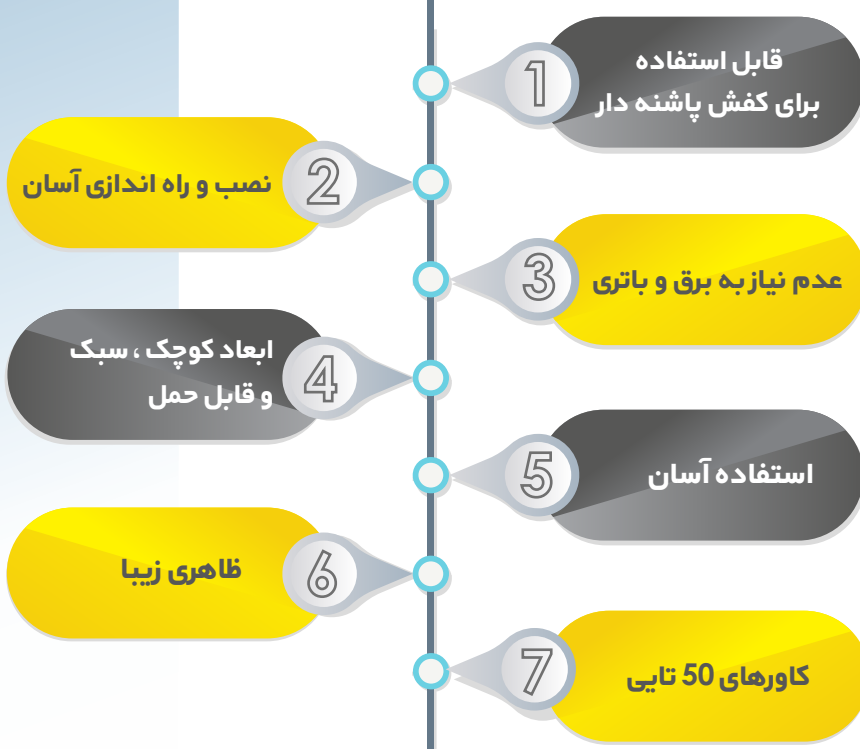 1
قابل استفاده
برای کفش پاشنه دار
2
نصب و راه اندازی آسان
3
عدم نیاز به برق و باتری
4
ابعاد کوچک ، سبک
و قابل حمل
5
استفاده آسان
6
ظاهری زیبا
7
کاورهای 50 تایی